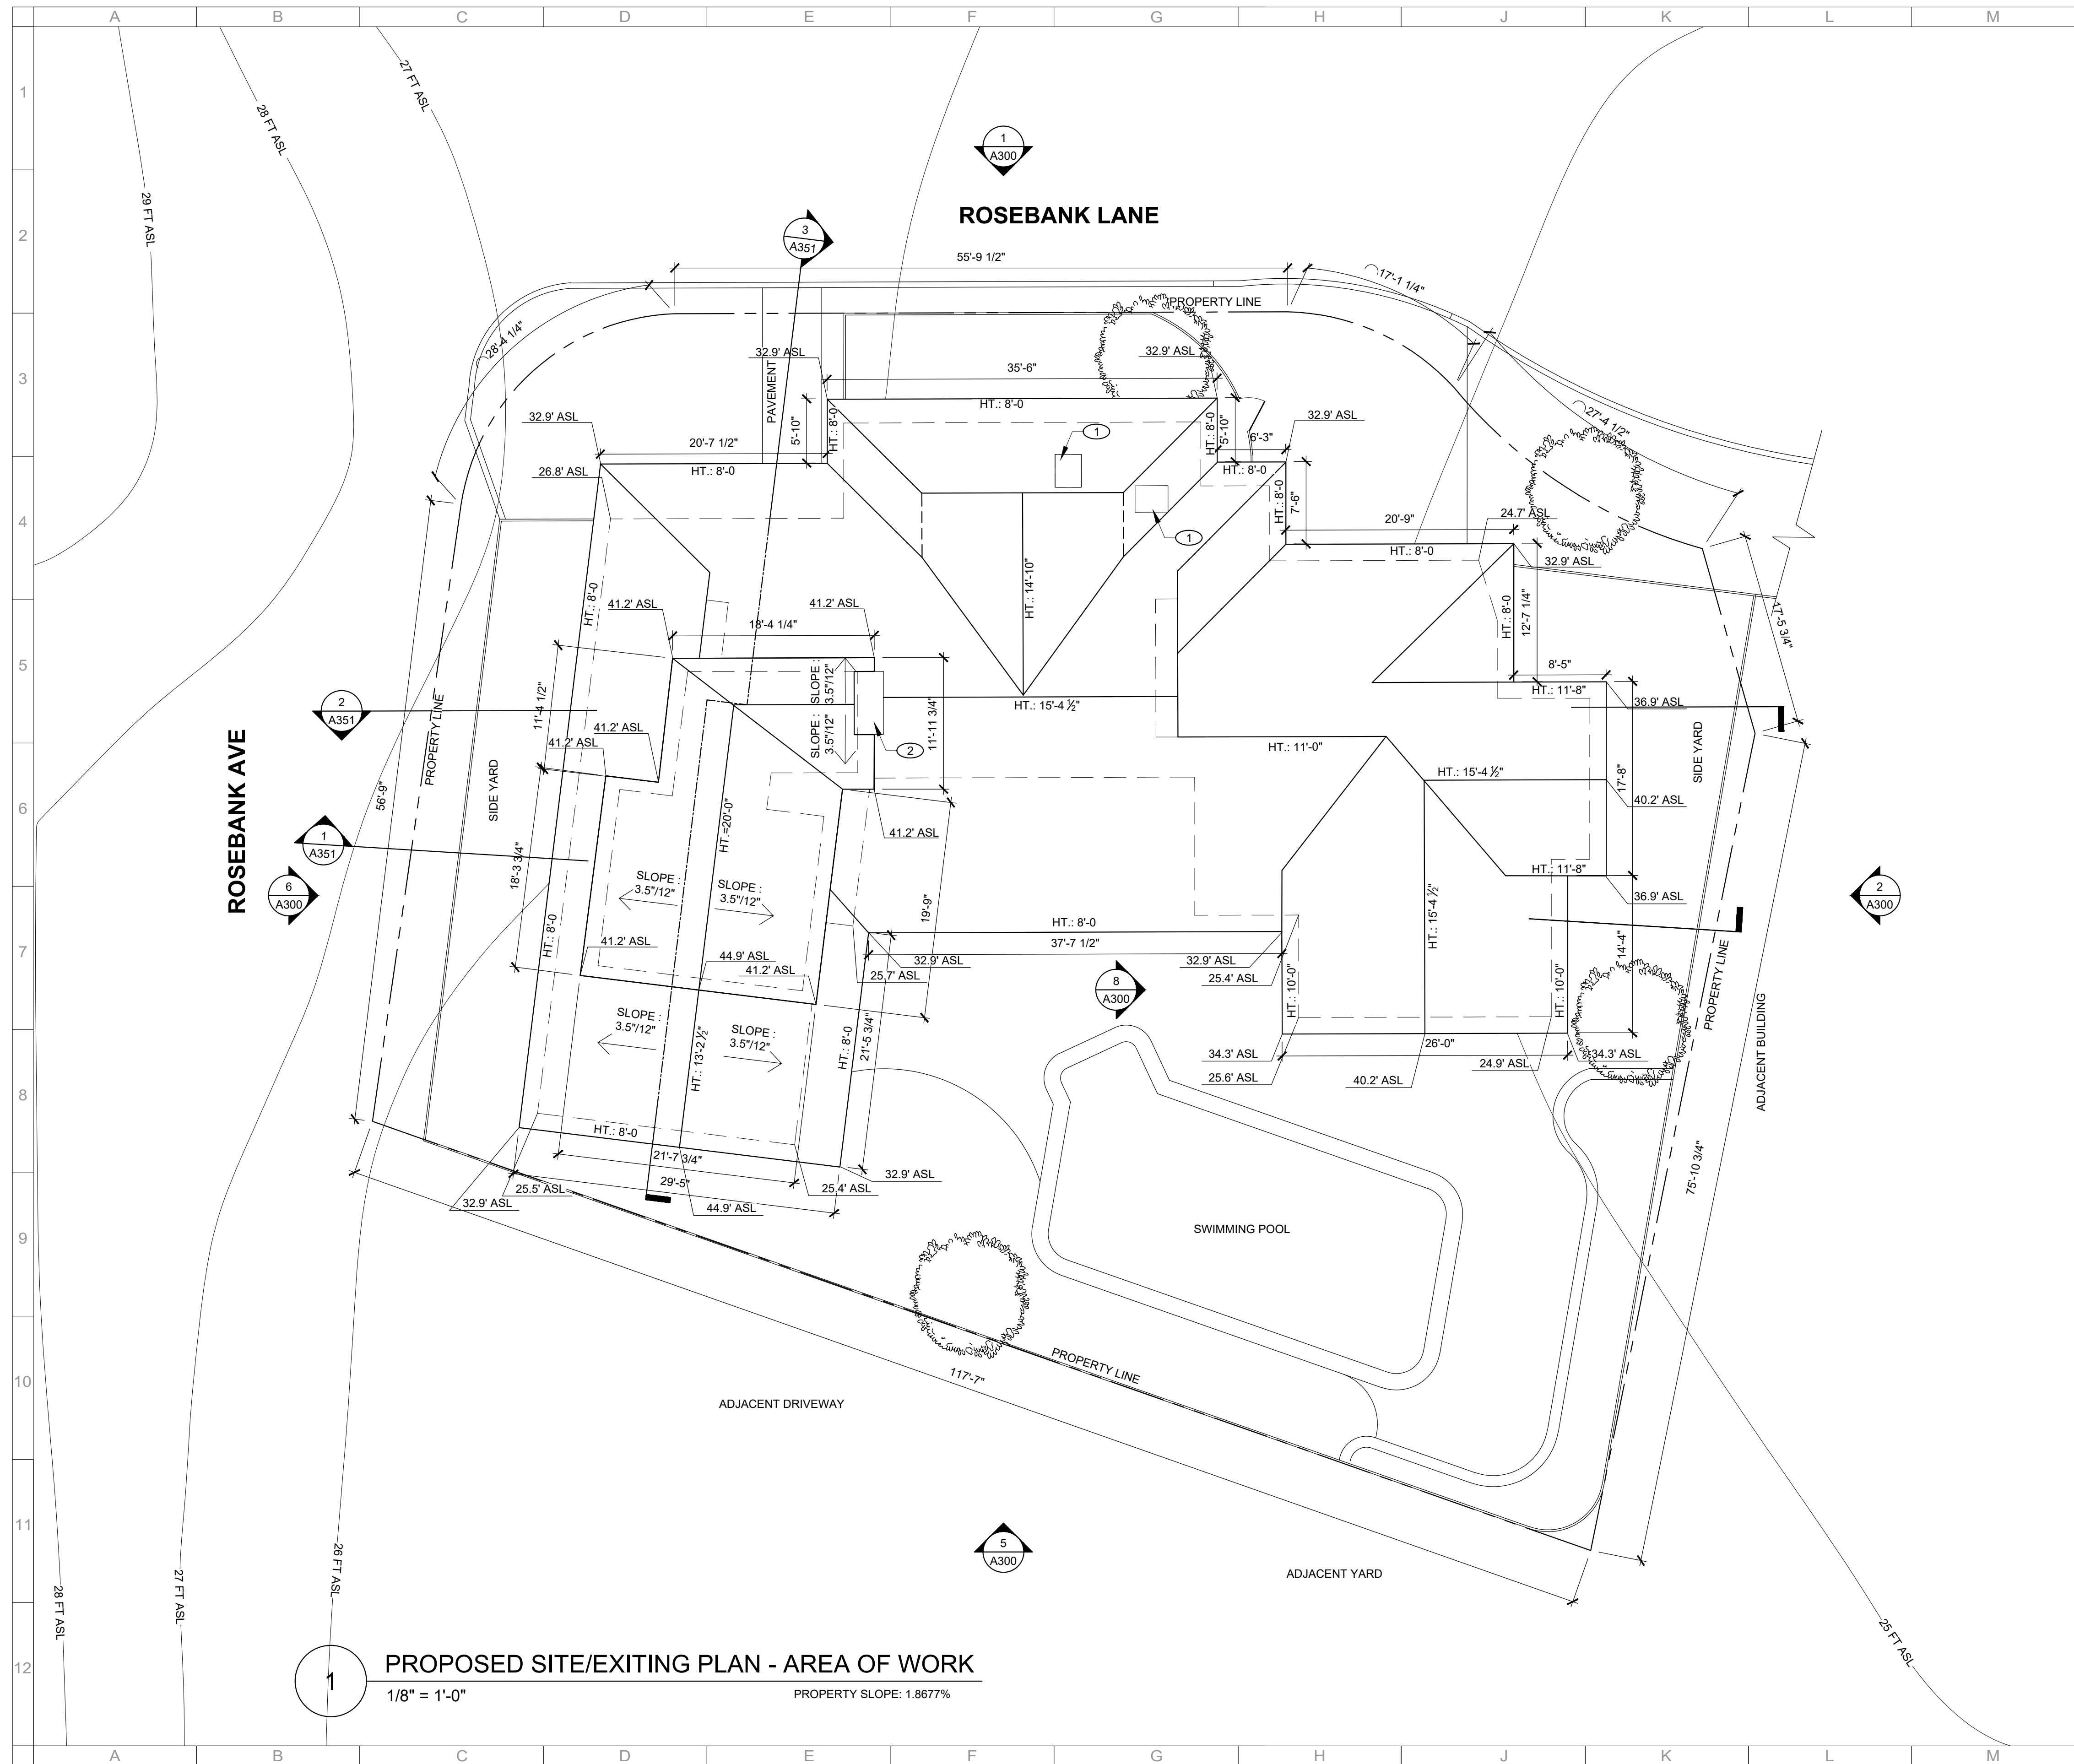 A B C D E F G H J K L M
1
2
3
4
5
6
7
8
9
10
11
12
29 FT ASL
28 FT ASL
27 FT ASL
1
A300
ROSEBANK LANE
3
A351
55'-9 1/2"
17'-1 1/4"
PROPERTY LINE
28'-4 1/4"
32.9' ASL
PAVEMENT
35'-6"
32.9' ASL
HT.: 8'-0
32.9' ASL
20'-7 1/2"
5'-10"
HT.: 8'-0
HT.: 8'-0
5'-10"
6'-3"
32.9' ASL
27'-4 1/2"
26.8' ASL
HT.: 8'-0
1
HT.: 8'-0
HT.: 8'-0
7'-6"
20'-9"
24.7' ASL
1
HT.: 8'-0
32.9' ASL
HT.: 8'-0
41.2' ASL
41.2' ASL
18'-4 1/4"
HT.: 14'-10"
HT.: 8'-0
12'-7 1/4"
17'-5 3/4"
SLOPE :
3.5"/12"
8'-5"
HT.: 11'-8"
36.9' ASL
2
A351
PROPERTY LINE
11'-4 1/2"
41.2' ASL
41.2' ASL
SLOPE :
3.5"/12"
2
11'-11 3/4"
HT.: 15'-4 ½"
HT.: 11'-0"
HT.: 15'-4 ½"
17'-8"
SIDE YARD
40.2' ASL
ROSEBANK AVE
SIDE YARD
56'-9"
HT.=20'-0"
41.2' ASL
1
A351
6
A300
18'-3 3/4"
SLOPE :
3.5"/12"
SLOPE :
3.5"/12"
19'-9"
HT.: 11'-8"
36.9' ASL
2
A300
HT.: 8'-0
HT.: 8'-0
37'-7 1/2"
HT.: 15'-4 ½"
41.2' ASL
44.9' ASL
41.2' ASL
32.9' ASL
25.7' ASL
32.9' ASL
25.4' ASL
HT.: 10'-0"
HT.: 10'-0"
14'-4"
PROPERTY LINE
8
A300
ADJACENT BUILDING
SLOPE :
3.5"/12"
SLOPE :
3.5"/12"
HT.: 13'-2 ½"
HT.: 8'-0
21'-5 3/4"
34.3' ASL
26'-0"
34.3' ASL
25.6' ASL
40.2' ASL
24.9' ASL
HT.: 8'-0
21'-7 3/4"
29'-5"
32.9' ASL
25.5' ASL
25.4' ASL
32.9' ASL
44.9' ASL
75'-10 3/4"
SWIMMING POOL
PROPERTY LINE
117'-7"
ADJACENT DRIVEWAY
5
A300
ADJACENT YARD
28 FT ASL
27 FT ASL
26 FT ASL
25 FT ASL
1
PROPOSED SITE/EXITING PLAN - AREA OF WORK
1/8" = 1'-0"
PROPERTY SLOPE: 1.8677%
A B C D E F G H J K L M